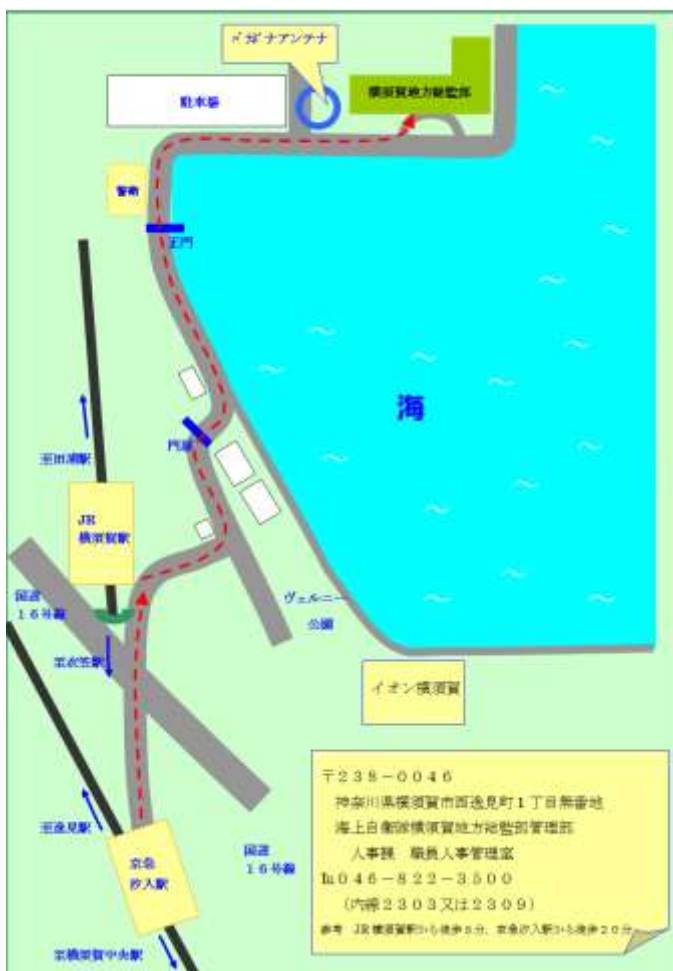 パラボナアンテナ
駐車場
横須賀地方総監部
警衛
正門
海
門扉
至田浦駅
JR
横須賀駅
国道
１６号線
ヴェルニー
公園
至衣笠駅
イオン横須賀
至逸見駅
京急
汐入駅
国道
１６号線
至横須賀中央駅
〒２３８－００４６
神奈川県横須賀市西逸見町１丁目無番地
海上自衛隊横須賀地方総監部管理部
人事課　職員人事管理室
℡０４６－８２２－３５００
（内線２３０３又は２３０９）
参考　JR横須賀駅から徒歩５分、京急汐入駅から徒歩２０分